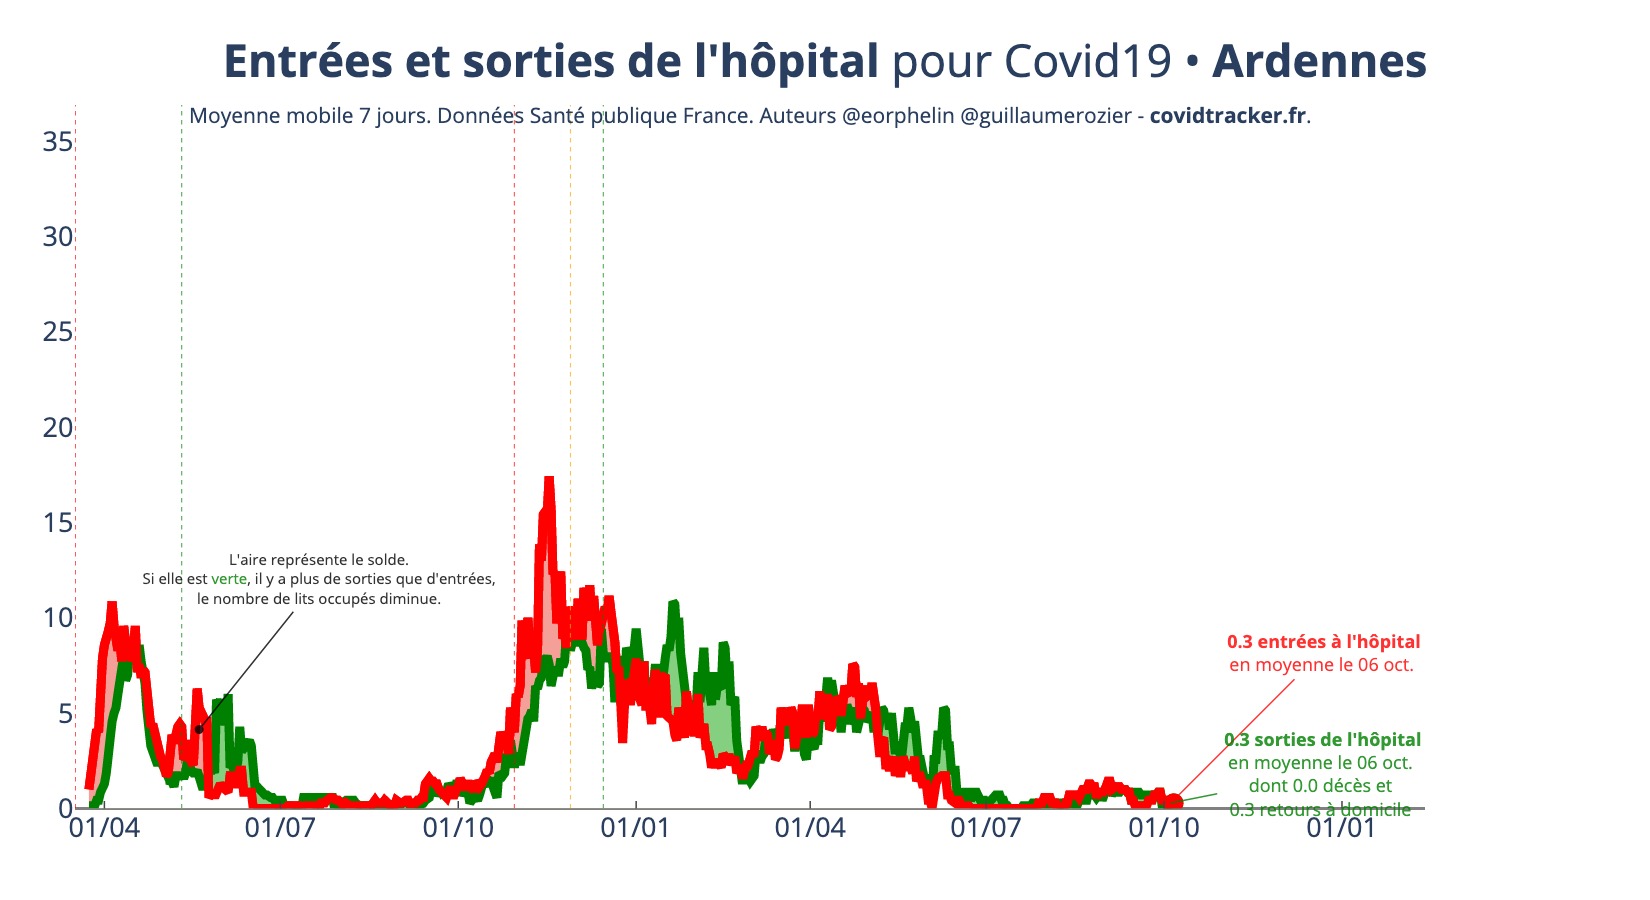 Entrées et sorties de l'hôpital pour Covid19 • Ardennes
Moyenne mobile 7 jours. Données Santé publique France. Auteurs @eorphelin @guillaumerozier - covidtracker.fr.
35
30
25
20
15
10
5
0
L'aire représente le solde.
Si elle est verte, il y a plus de sorties que d'entrées,
le nombre de lits occupés diminue.
0.3 entrées à l'hôpital
en moyenne le 06 oct.
0.3 sorties de l'hôpital
en moyenne le 06 oct.
dont 0.0 décès et
0.3 retours à domicile
01/04
01/07
01/10
01/01
01/04
01/07
01/10
01/01